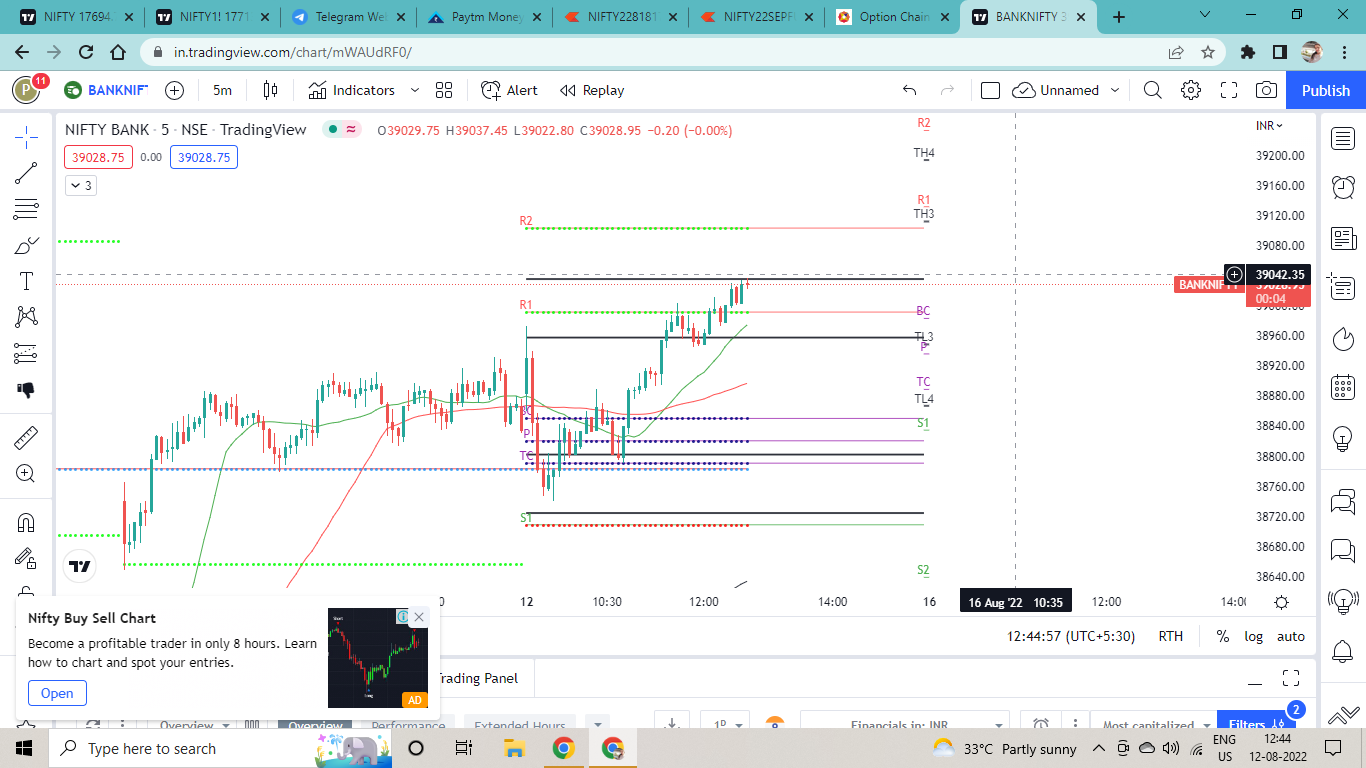 NIFTY 17694.
NIFTY1! 1771
Telegram We
Paytm Money
NIFTY228181
NIFTY22SEPF
Option Chain
BANKNIFTY 3
in.tradingview.com/chart/mWAUdRF0/
P
11
BANKNIF
5m
Indicators
Alert
Replay
Unnamed
Publish
NIFTY BANK · 5 · NSE · TradingView
O39029.75 H39037.45 L39022.80 C39028.95 −0.20 (−0.00%)
39028.75
0.00
39028.75
3
INR
R2
TH4
R1
TH3
BC
TL3
P
TC
TL4
S1
S2
R2
R1
P
TC
S1
39200.00
39160.00
39120.00
39080.00
39042.35
BANKNIFTY
39028.95
00:04
38960.00
38920.00
38880.00
38840.00
38800.00
38760.00
38720.00
38680.00
38640.00
12
10:30
12:00
14:00
16
16 Aug '22 10:35
12:00
14:0
12:44:57 (UTC+5:30)
RTH
%
log
auto
Nifty Buy Sell Chart
Become a profitable trader in only 8 hours. Learn
how to chart and spot your entries.
Open
Short
Long
AD
Trading Panel
Overview
Overview
Performance
Extended Hours
1D
Financials in: INR
Most capitalized
Filters
2
Type here to search
33°C Partly sunny
ENG
US
12:44
12-08-2022